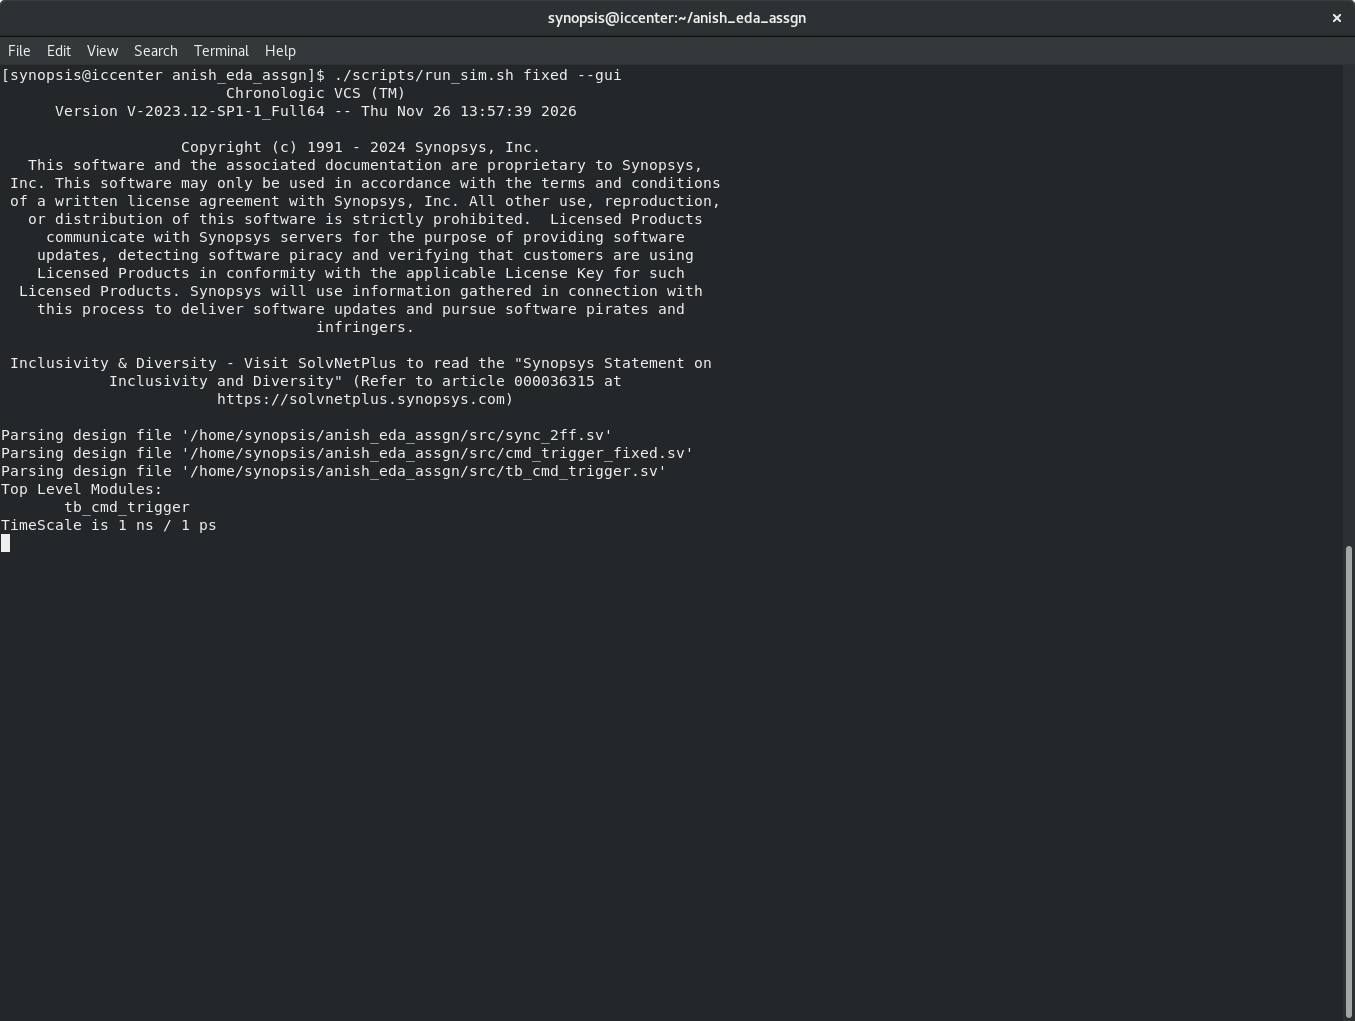 synopsis@iccenter:~/anish_eda_assgn
File Edit View Search Terminal Help
[synopsis@iccenter anish_eda_assgn]$ ./scripts/run_sim.sh fixed --gui
Chronologic VCS (TM)
Version V-2023.12-SP1-1_Full64 -- Thu Nov 26 13:57:39 2026
Copyright (c) 1991 - 2024 Synopsys, Inc.
This software and the associated documentation are proprietary to Synopsys,
Inc. This software may only be used in accordance with the terms and conditions
of a written license agreement with Synopsys, Inc. All other use, reproduction,
or distribution of this software is strictly prohibited.  Licensed Products
communicate with Synopsys servers for the purpose of providing software
updates, detecting software piracy and verifying that customers are using
Licensed Products in conformity with the applicable License Key for such
Licensed Products. Synopsys will use information gathered in connection with
this process to deliver software updates and pursue software pirates and
infringers.
Inclusivity & Diversity - Visit SolvNetPlus to read the "Synopsys Statement on
Inclusivity and Diversity" (Refer to article 000036315 at
https://solvnetplus.synopsys.com)
Parsing design file '/home/synopsis/anish_eda_assgn/src/sync_2ff.sv'
Parsing design file '/home/synopsis/anish_eda_assgn/src/cmd_trigger_fixed.sv'
Parsing design file '/home/synopsis/anish_eda_assgn/src/tb_cmd_trigger.sv'
Top Level Modules:
tb_cmd_trigger
TimeScale is 1 ns / 1 ps